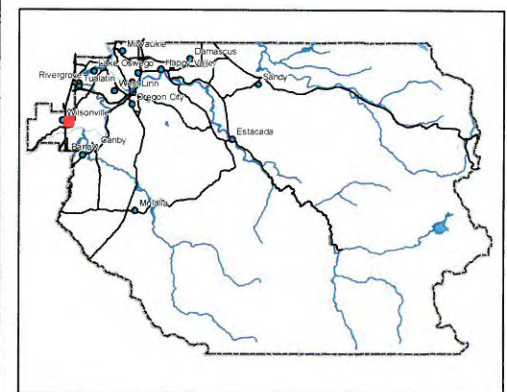 Milwaukie
Damascus
Lake Oswego
Happy Valley
Rivergrove
Tualatin
Sandy
West Linn
Oregon City
Wilsonville
Estacada
Canby
Barlow
Molalla